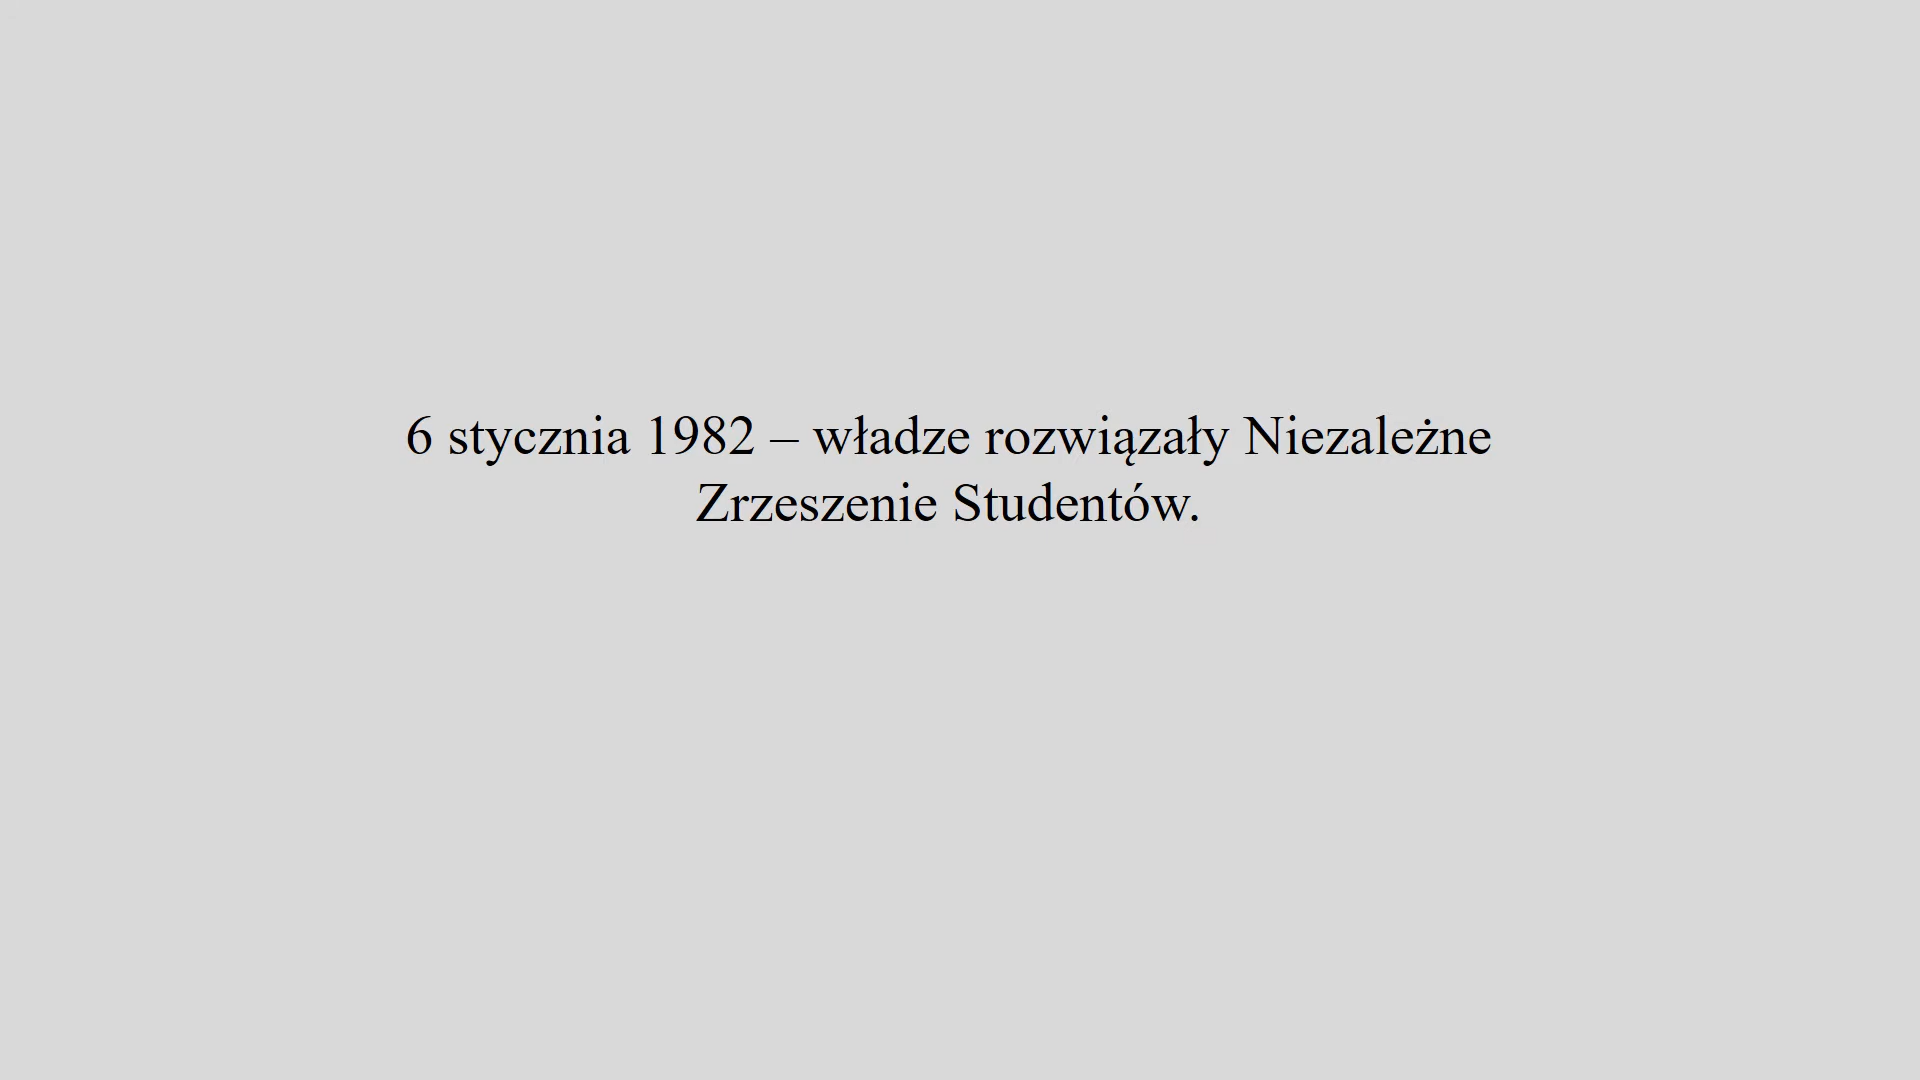 6 stycznia 1982 – władze rozwiązały Niezależne
Zrzeszenie Studentów.